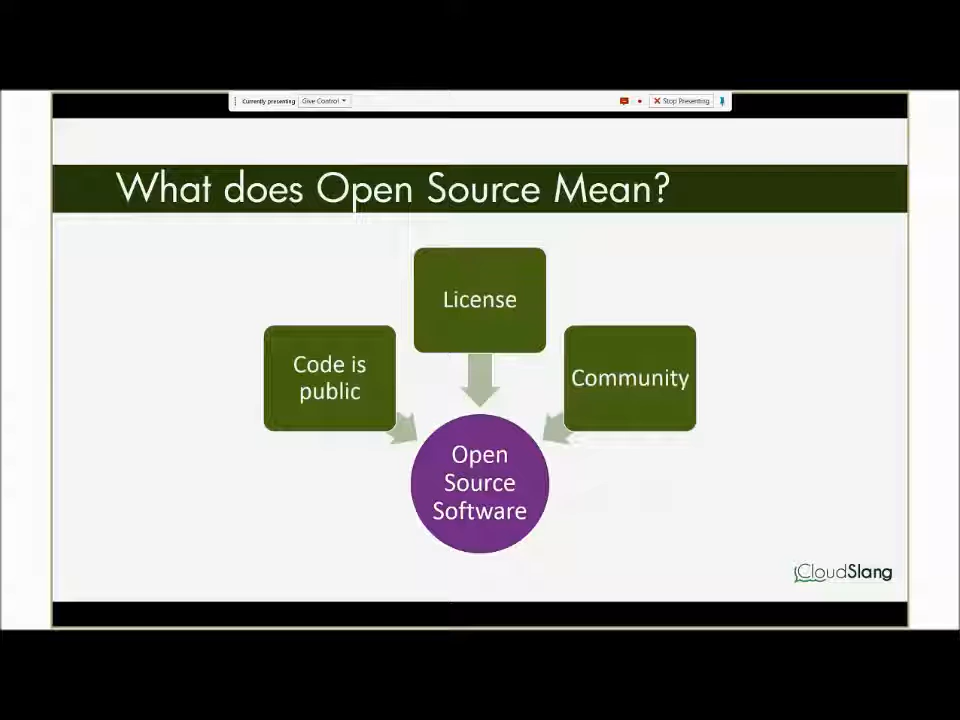 Currently presenting Give Control Stop Presenting
What does Open Source Mean?
License
Code is
public
Community
Open
Source
Software
CloudSlang